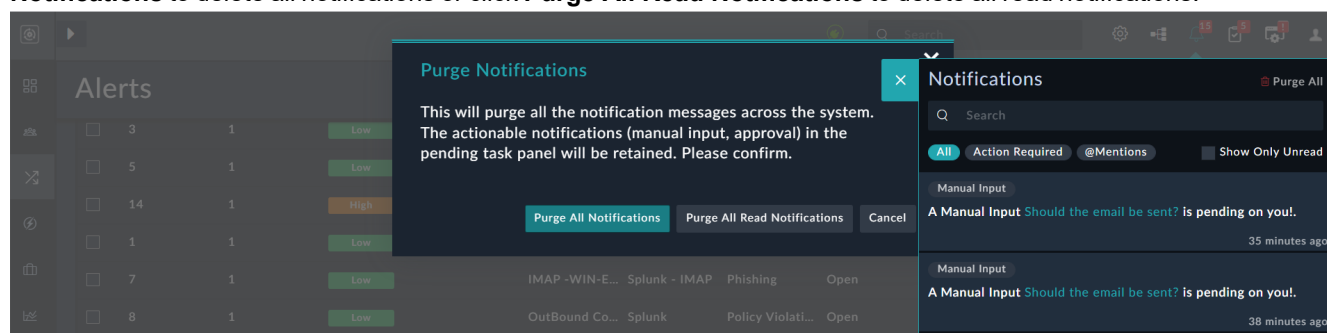 Notifications to delete all notifications or click Purge All Read Notifications to delete all read notifications.
Search
15
5
Alerts
3 1 Low
5 1 Low
14 1 High
1 1 Low
7 1 Low IMAP -WIN-E... Splunk - IMAP Phishing Open
8 1 Low OutBound Co... Splunk Policy Violati... Open
Purge Notifications
This will purge all the notification messages across the system.
The actionable notifications (manual input, approval) in the
pending task panel will be retained. Please confirm.
Purge All Notifications Purge All Read Notifications Cancel
Notifications Purge All
Search
All Action Required @Mentions Show Only Unread
Manual Input
A Manual Input Should the email be sent? is pending on you!.
35 minutes ago
Manual Input
A Manual Input Should the email be sent? is pending on you!.
38 minutes ago